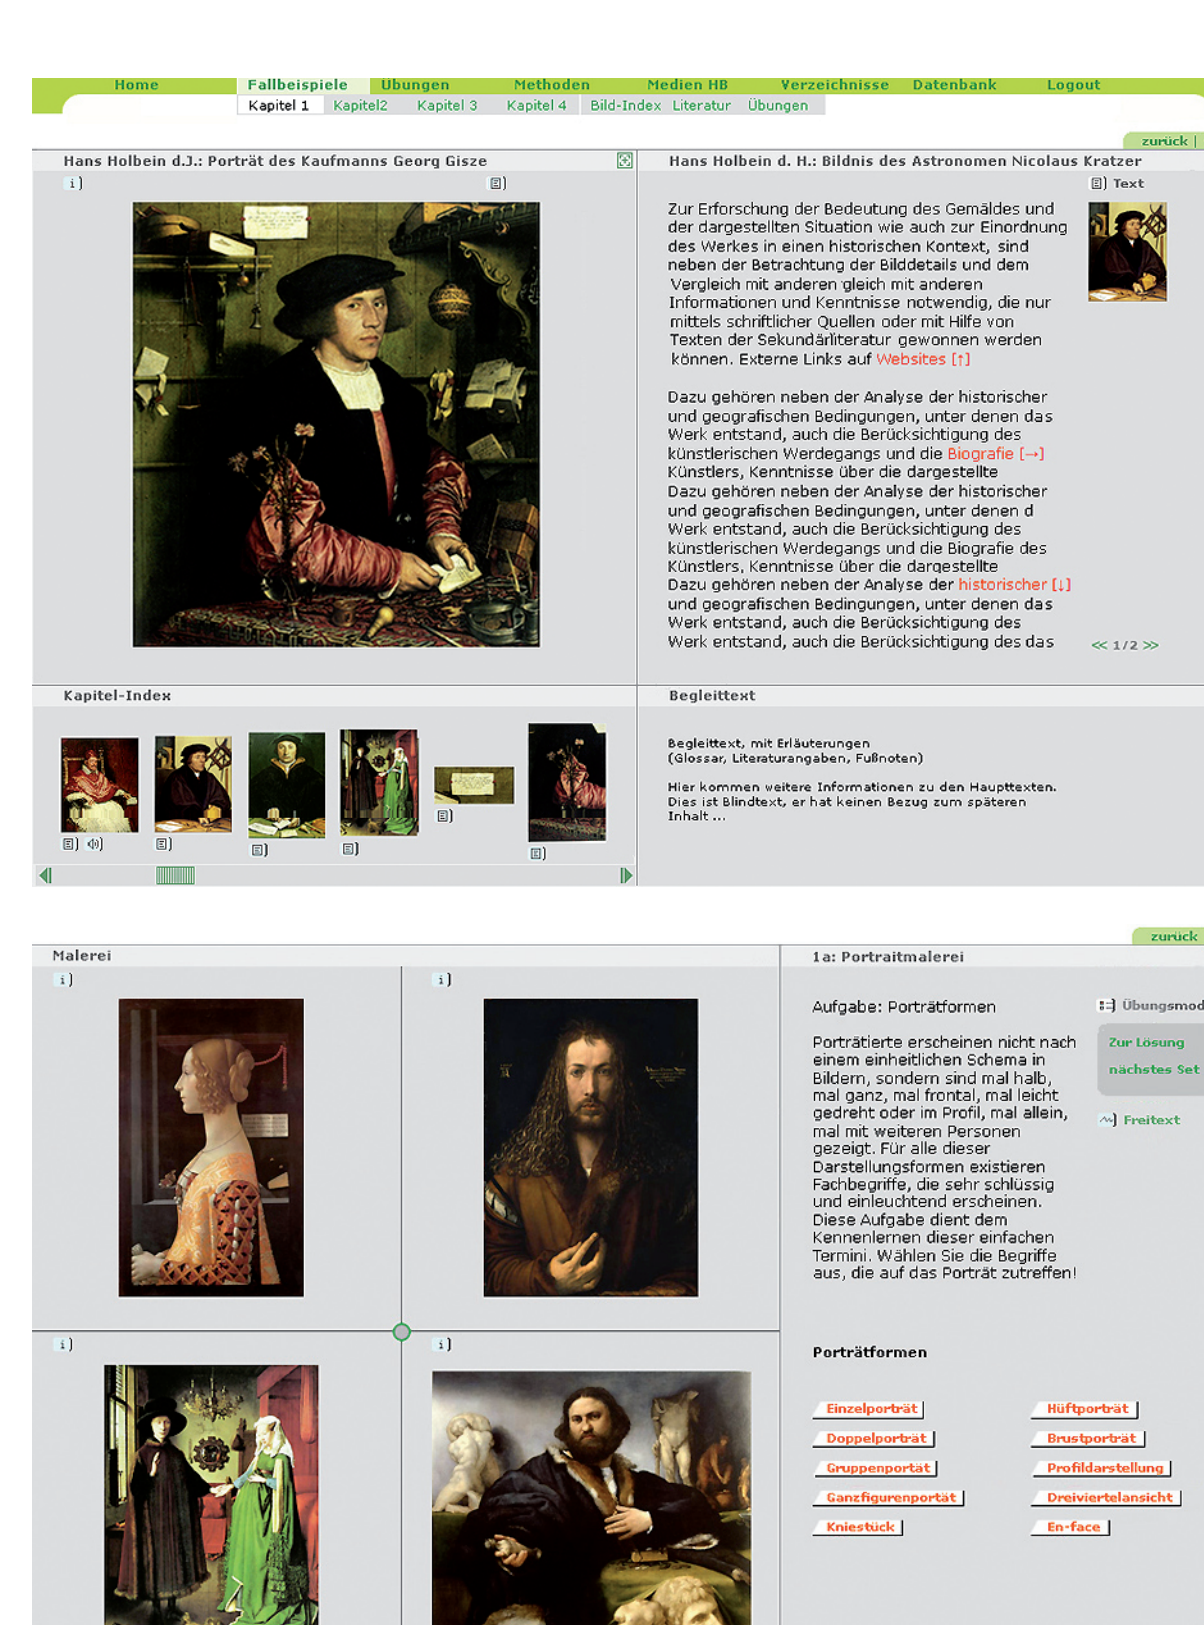 Home Fallbeispiele Übungen Methoden Medien HB Verzeichnisse Datenbank Logout
Kapitel 1 Kapitel2 Kapitel 3 Kapitel 4 Bild-Index Literatur Übungen
zurück |
Hans Holbein d.J.: Porträt des Kaufmanns Georg Gisze
Hans Holbein d. H.: Bildnis des Astronomen Nicolaus Kratzer
i
Text
Zur Erforschung der Bedeutung des Gemäldes und
der dargestellten Situation wie auch zur Einordnung
des Werkes in einen historischen Kontext, sind
neben der Betrachtung der Bilddetails und dem
Vergleich mit anderen gleich mit anderen
Informationen und Kenntnisse notwendig, die nur
mittels schriftlicher Quellen oder mit Hilfe von
Texten der Sekundärliteratur gewonnen werden
können. Externe Links auf Websites [↑]
Dazu gehören neben der Analyse der historischer
und geografischen Bedingungen, unter denen das
Werk entstand, auch die Berücksichtigung des
künstlerischen Werdegangs und die Biografie [→]
Künstlers, Kenntnisse über die dargestellte
Dazu gehören neben der Analyse der historischer
und geografischen Bedingungen, unter denen d
Werk entstand, auch die Berücksichtigung des
künstlerischen Werdegangs und die Biografie des
Künstlers, Kenntnisse über die dargestellte
Dazu gehören neben der Analyse der historischer [↓]
und geografischen Bedingungen, unter denen das
Werk entstand, auch die Berücksichtigung des
Werk entstand, auch die Berücksichtigung des das
<< 1/2 >>
Kapitel-Index
Begleittext
Begleittext, mit Erläuterungen
(Glossar, Literaturangaben, Fußnoten)
Hier kommen weitere Informationen zu den Haupttexten.
Dies ist Blindtext, er hat keinen Bezug zum späteren
Inhalt ...
zurück
Malerei
1a: Portraitmalerei
i
i
Aufgabe: Porträtformen
Übungsmod
Porträtierte erscheinen nicht nach
einem einheitlichen Schema in
Bildern, sondern sind mal halb,
mal ganz, mal frontal, mal leicht
gedreht oder im Profil, mal allein,
mal mit weiteren Personen
gezeigt. Für alle dieser
Darstellungsformen existieren
Fachbegriffe, die sehr schlüssig
und einleuchtend erscheinen.
Diese Aufgabe dient dem
Kennenlernen dieser einfachen
Termini. Wählen Sie die Begriffe
aus, die auf das Porträt zutreffen!
Zur Lösung
nächstes Set
Freitext
i
i
Porträtformen
Einzelporträt
Doppelporträt
Gruppenportät
Ganzfigurenportät
Kniestück
Hüftporträt
Brustporträt
Profildarstellung
Dreiviertelansicht
En-face